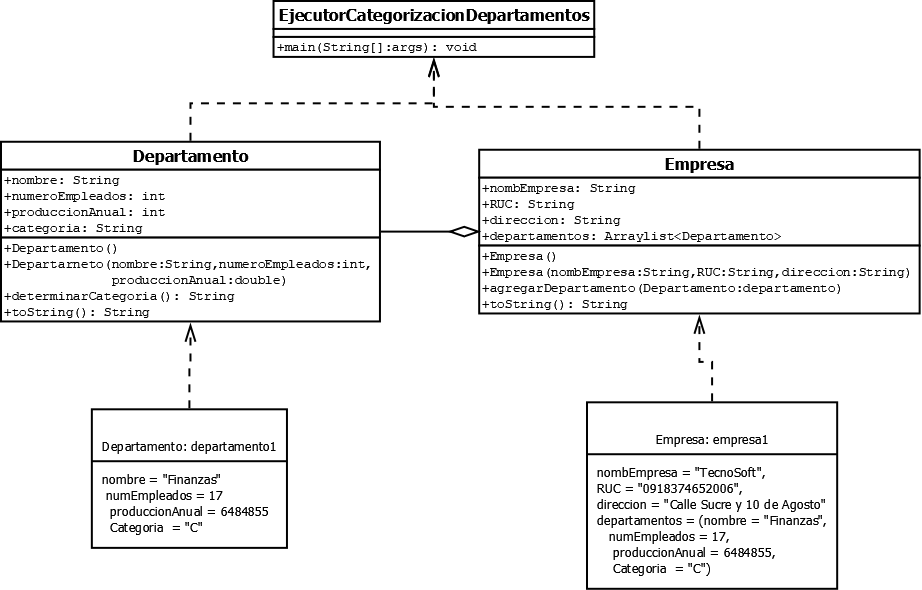 EjecutorCategorizacionDepartamentos
+main(String[]:args): void
Departamento
+nombre: String
+numeroEmpleados: int
+produccionAnual: int
+categoria: String
+Departamento()
+Departarneto(nombre:String,numeroEmpleados:int,
produccionAnual:double)
+determinarCategoria(): String
+toString(): String
Empresa
+nombEmpresa: String
+RUC: String
+direccion: String
+departamentos: Arraylist<Departamento>
+Empresa()
+Empresa(nombEmpresa:String,RUC:String,direccion:String)
+agregarDepartamento(Departamento:departamento)
+toString(): String
Departamento: departamento1
nombre = "Finanzas"
numEmpleados = 17
produccionAnual = 6484855
Categoria = "C"
Empresa: empresa1
nombEmpresa = "TecnoSoft",
RUC = "0918374652006",
direccion = "Calle Sucre y 10 de Agosto"
departamentos = (nombre = "Finanzas",
numEmpleados = 17,
produccionAnual = 6484855,
Categoria = "C")